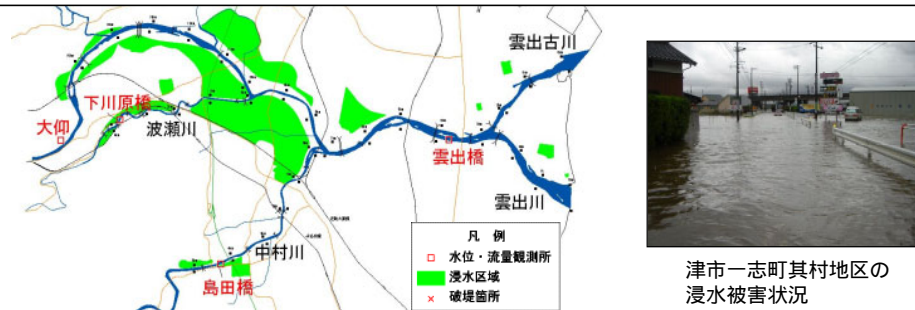 雲出古川
下川原橋
大仰
波瀬川
雲出橋
雲出川
中村川
島田橋
凡 例
水位・流量観測所
浸水区域
破堤箇所
津市一志町其村地区の
浸水被害状況